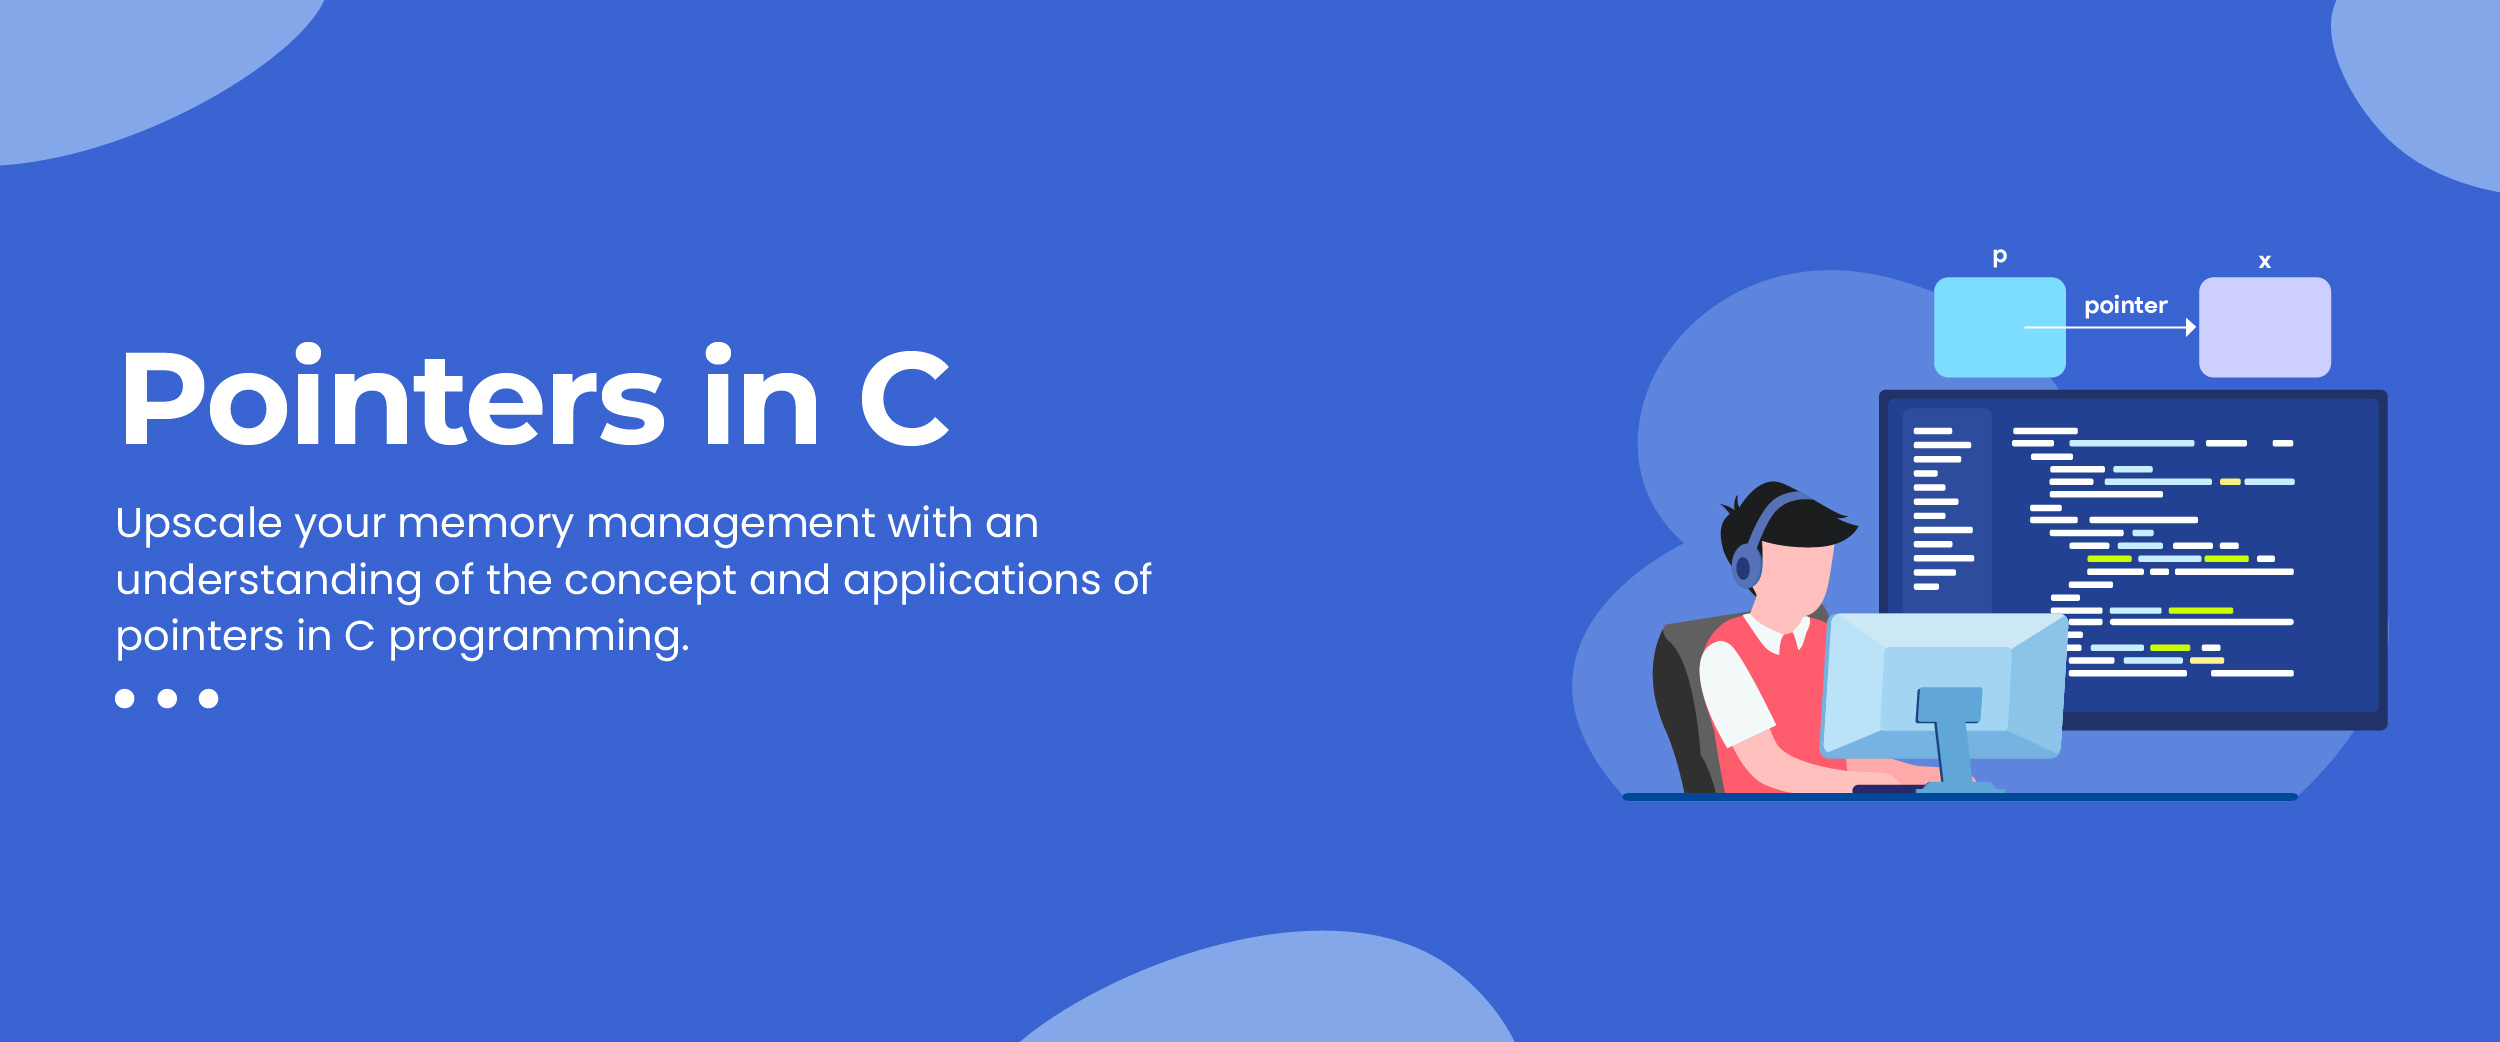 Pointers in C
Upscale your memory management with an
understanding of the concept and applications of
pointers in C programming.
p
x
pointer